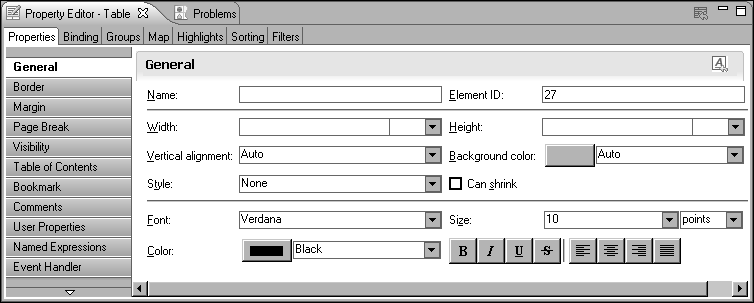 Property Editor - Table Problems
Properties Binding Groups Map Highlights Sorting Filters
General
Border
Margin
Page Break
Visibility
Table of Contents
Bookmark
Comments
User Properties
Named Expressions
Event Handler
General
Name: Element ID: 27
Width: Height:
Vertical alignment: Auto Background color: Auto
Style: None Can shrink
Font: Verdana Size: 10 points
Color: Black B I U S